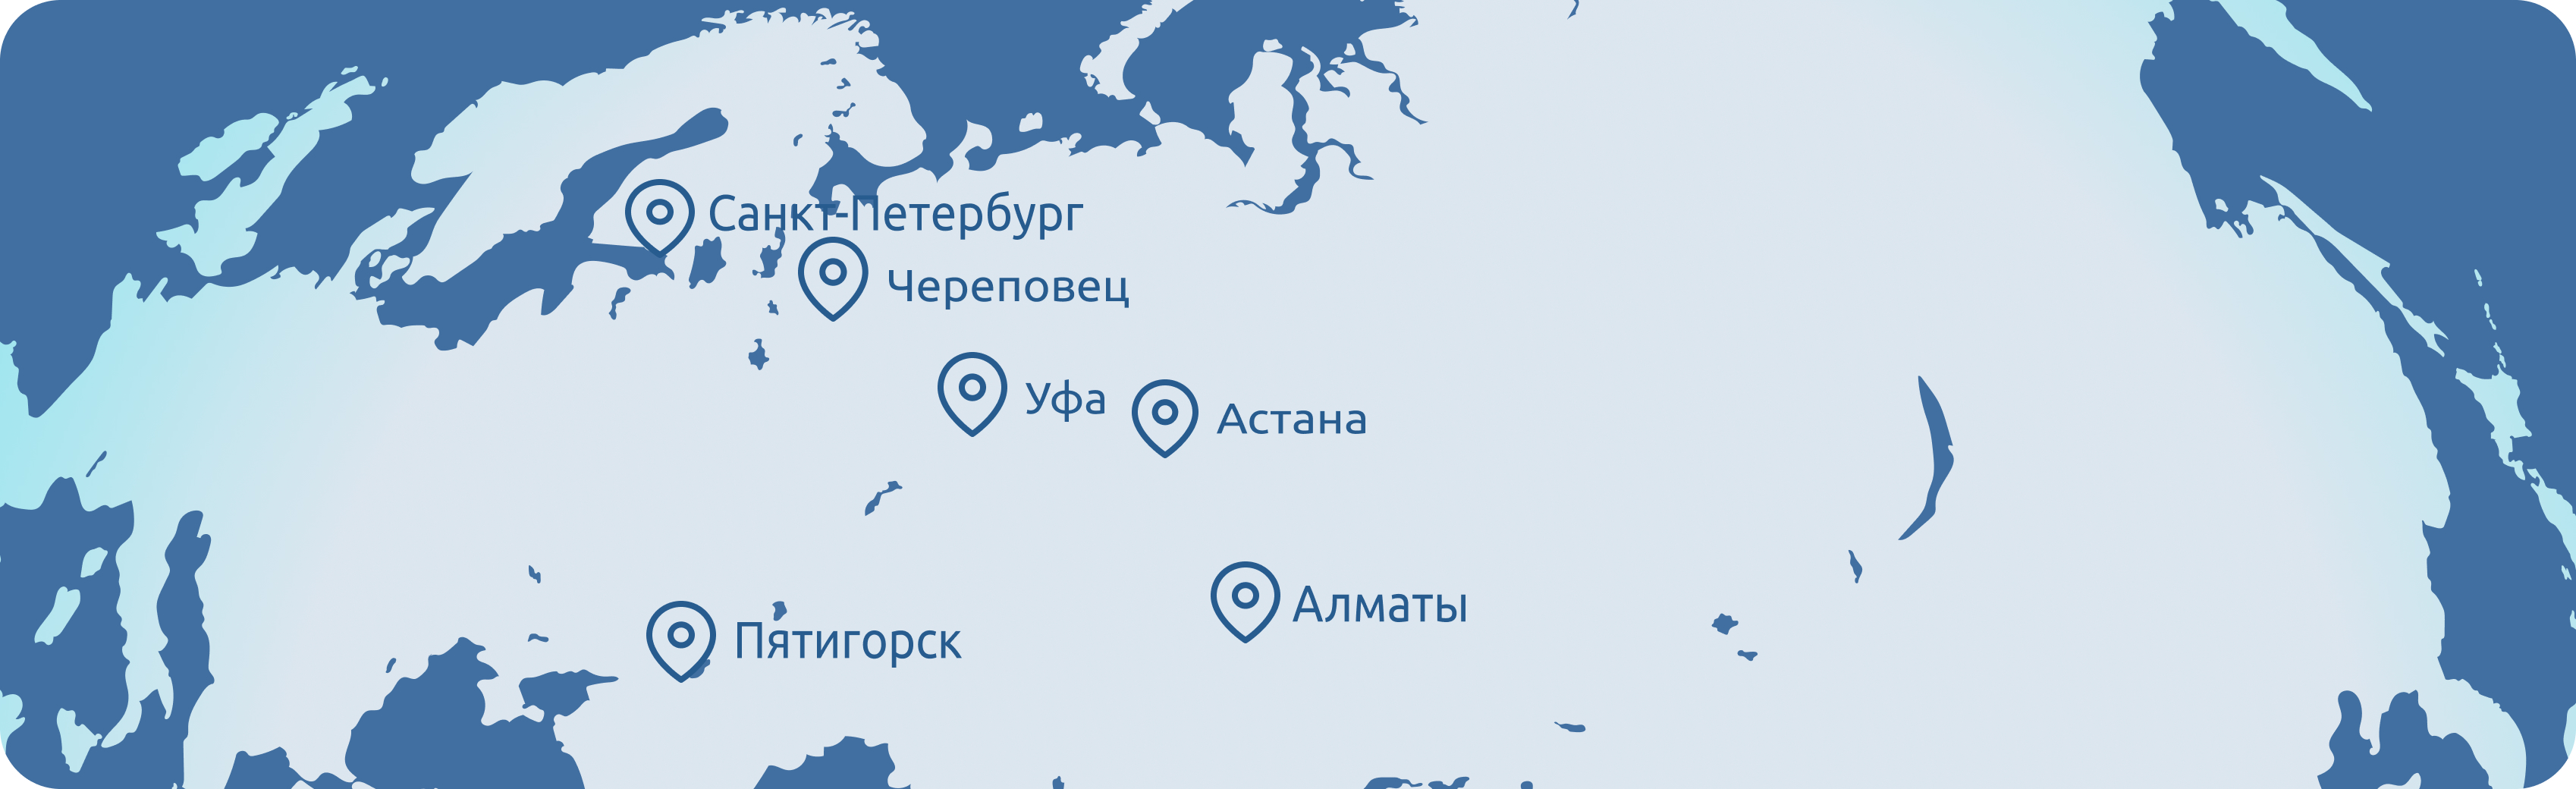 Санкт-Петербург
Череповец
Уфа
Астана
Алматы
Пятигорск